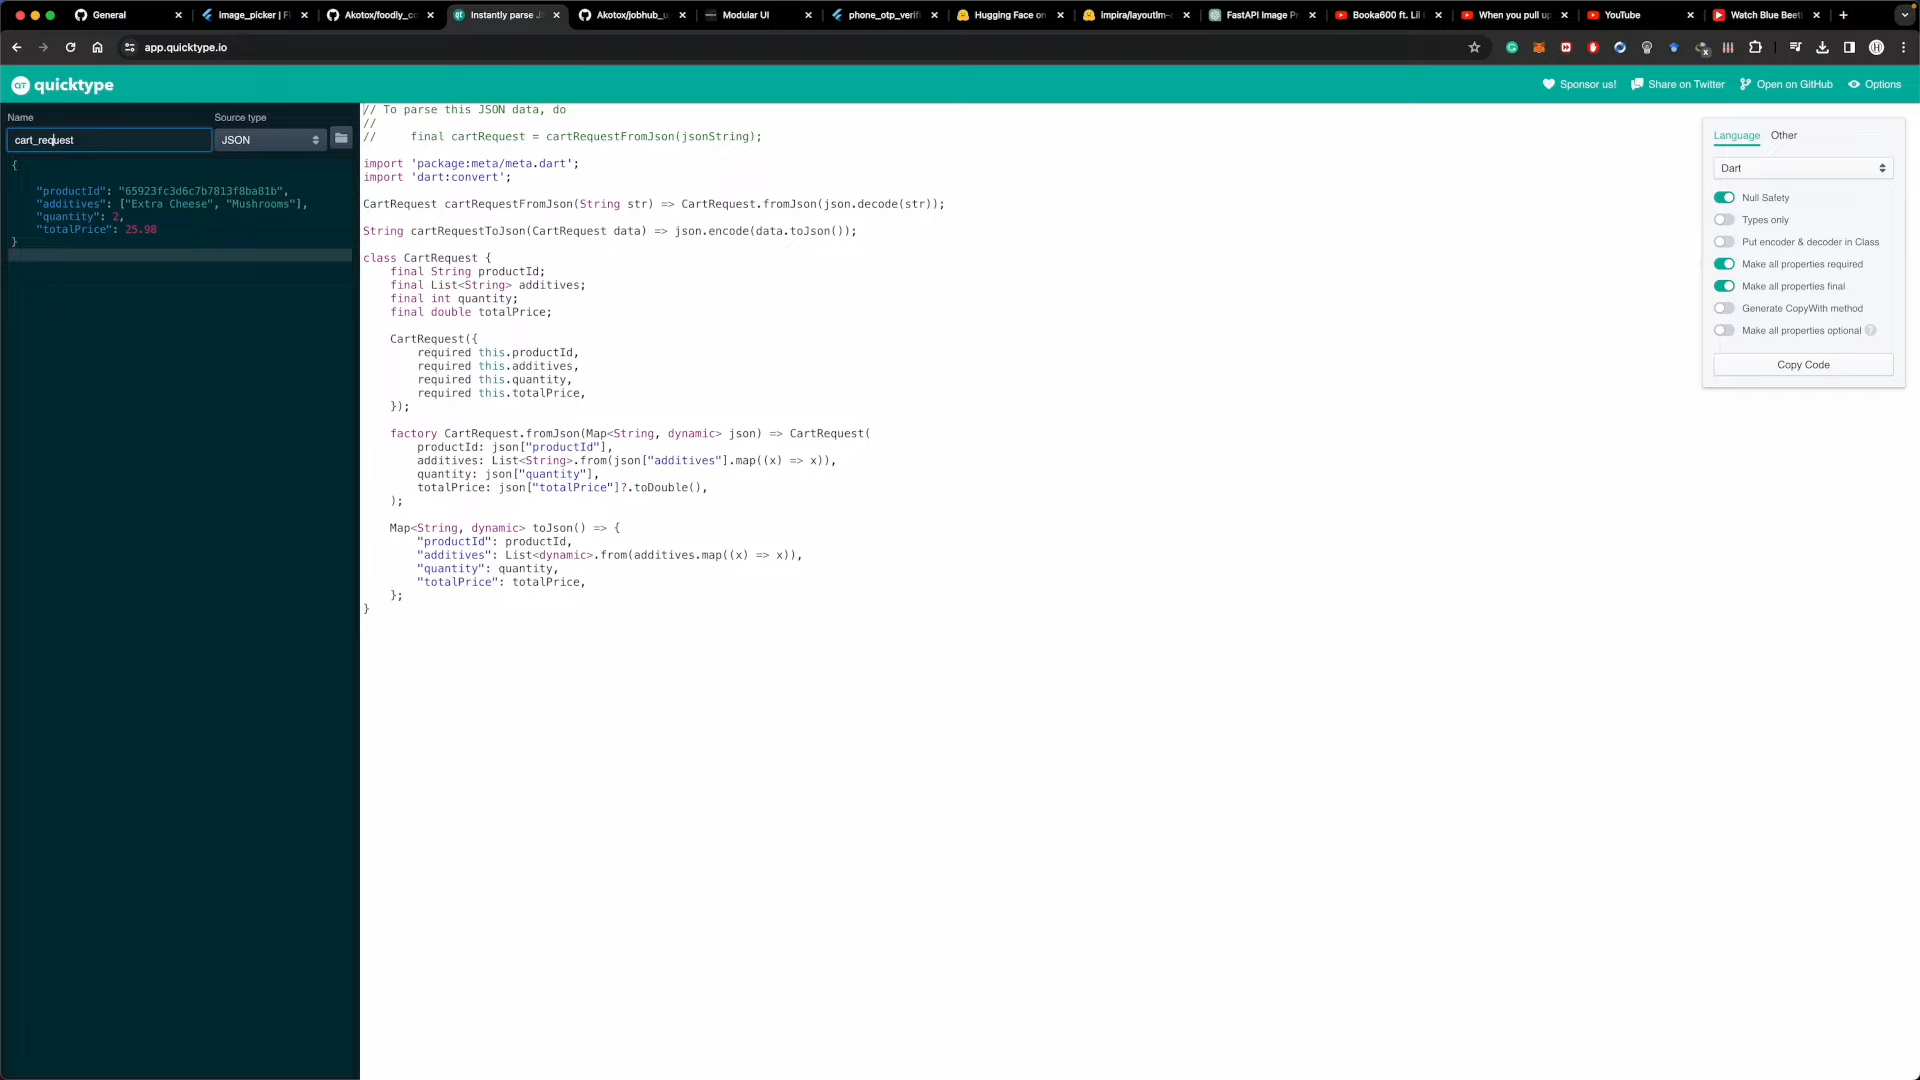 General
image_picker | Fl
Akotox/foodly_co
Instantly parse JS
Akotox/jobhub_u
Modular UI
phone_otp_verifi
Hugging Face on
impira/layoutlm-
FastAPI Image Pr
Booka600 ft. Lil
When you pull up
YouTube
Watch Blue Beet
app.quicktype.io
quicktype
Sponsor us!
Share on Twitter
Open on GitHub
Options
Name
Source type
cart_request
JSON
{
"productId": "65923fc3d6c7b7813f8ba81b",
"additives": ["Extra Cheese", "Mushrooms"],
"quantity": 2,
"totalPrice": 25.98
}
// To parse this JSON data, do
//
//     final cartRequest = cartRequestFromJson(jsonString);
import 'package:meta/meta.dart';
import 'dart:convert';
CartRequest cartRequestFromJson(String str) => CartRequest.fromJson(json.decode(str));
String cartRequestToJson(CartRequest data) => json.encode(data.toJson());
class CartRequest {
final String productId;
final List<String> additives;
final int quantity;
final double totalPrice;
CartRequest({
required this.productId,
required this.additives,
required this.quantity,
required this.totalPrice,
});
factory CartRequest.fromJson(Map<String, dynamic> json) => CartRequest(
productId: json["productId"],
additives: List<String>.from(json["additives"].map((x) => x)),
quantity: json["quantity"],
totalPrice: json["totalPrice"]?.toDouble(),
);
Map<String, dynamic> toJson() => {
"productId": productId,
"additives": List<dynamic>.from(additives.map((x) => x)),
"quantity": quantity,
"totalPrice": totalPrice,
};
}
Language
Other
Dart
Null Safety
Types only
Put encoder & decoder in Class
Make all properties required
Make all properties final
Generate CopyWith method
Make all properties optional ?
Copy Code